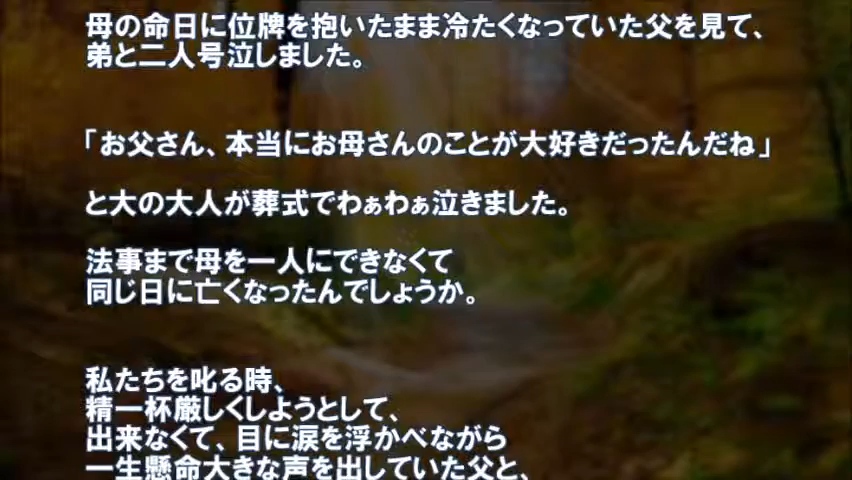 母の命日に位牌を抱いたまま冷たくなっていた父を見て、
弟と二人号泣しました。
「お父さん、本当にお母さんのことが大好きだったんだね」
と大の大人が葬式でわぁわぁ泣きました。
法事まで母を一人にできなくて
同じ日に亡くなったんでしょうか。
私たちを叱る時、
精一杯厳しくしようとして、
出来なくて、目に涙を浮かべながら
一生懸命大きな声を出していた父と、